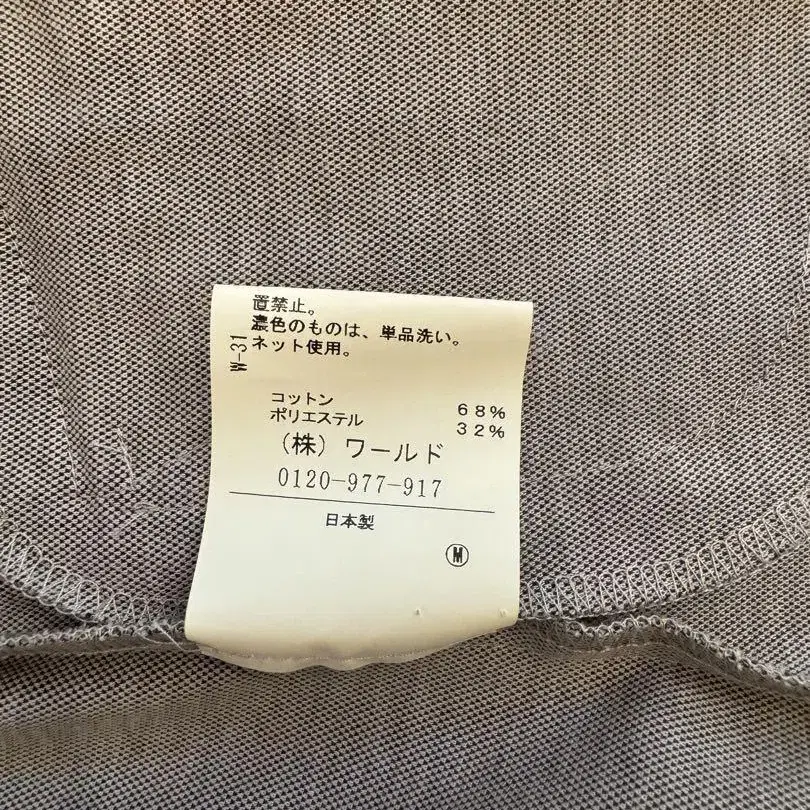 置禁止。
濃色のものは、単品洗い。
ネット使用。
W-31
コットン 68%
ポリエステル 32%
(株)ワールド
0120-977-917
日本製
Ⓜ